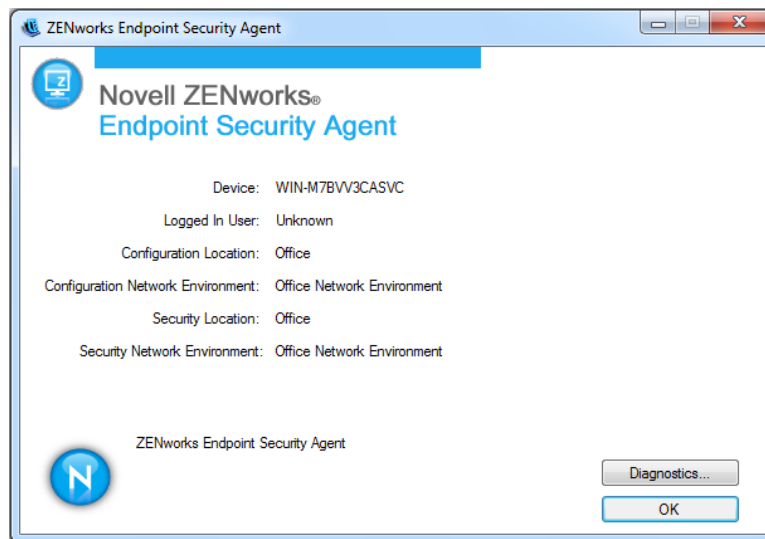 ZENworks Endpoint Security Agent
Z
Novell ZENworks®
Endpoint Security Agent
Device: WIN-M7BVV3CASVC
Logged In User: Unknown
Configuration Location: Office
Configuration Network Environment: Office Network Environment
Security Location: Office
Security Network Environment: Office Network Environment
ZENworks Endpoint Security Agent
N
Diagnostics...
OK